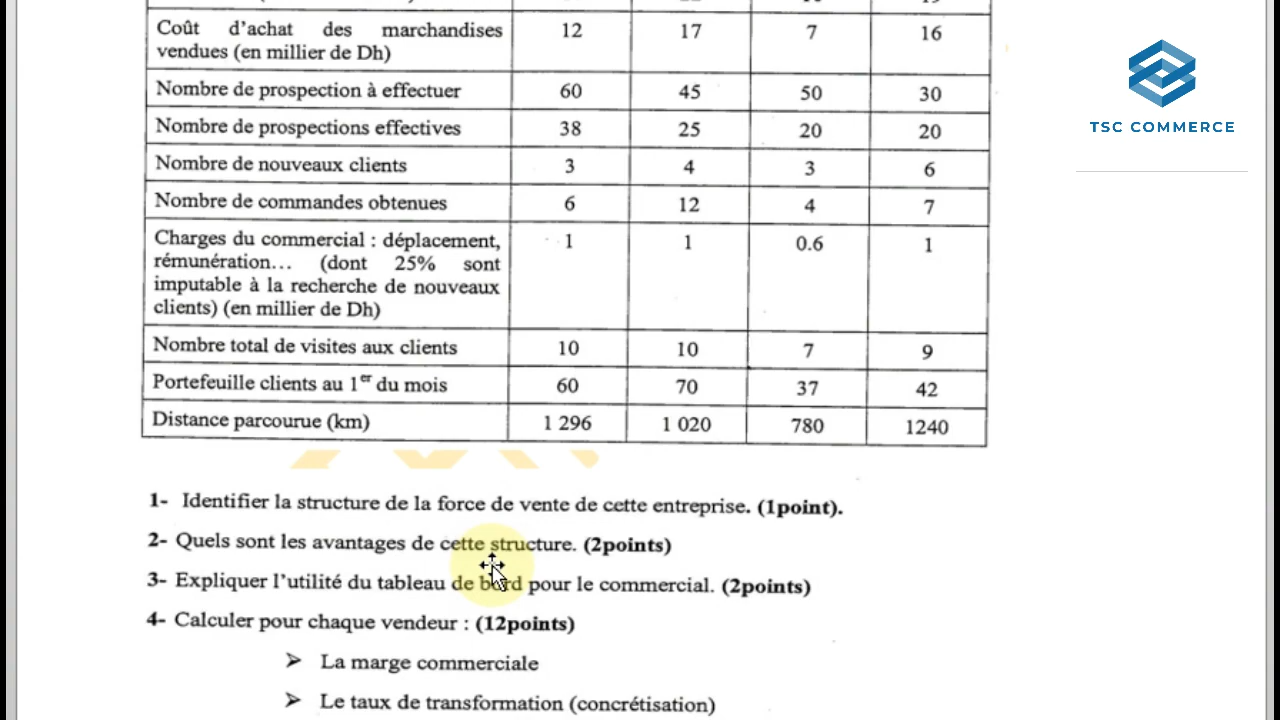 Coût d'achat des marchandises
vendues (en millier de Dh)
12 17 7 16
Nombre de prospection à effectuer 60 45 50 30
Nombre de prospections effectives 38 25 20 20
Nombre de nouveaux clients 3 4 3 6
Nombre de commandes obtenues 6 12 4 7
Charges du commercial : déplacement,
rémunération... (dont 25% sont
imputable à la recherche de nouveaux
clients) (en millier de Dh)
1 1 0.6 1
Nombre total de visites aux clients 10 10 7 9
Portefeuille clients au 1er du mois 60 70 37 42
Distance parcourue (km) 1 296 1 020 780 1240
1- Identifier la structure de la force de vente de cette entreprise. (1point).
2- Quels sont les avantages de cette structure. (2points)
3- Expliquer l'utilité du tableau de bord pour le commercial. (2points)
4- Calculer pour chaque vendeur : (12points)
➢ La marge commerciale
➢ Le taux de transformation (concrétisation)
TSC COMMERCE